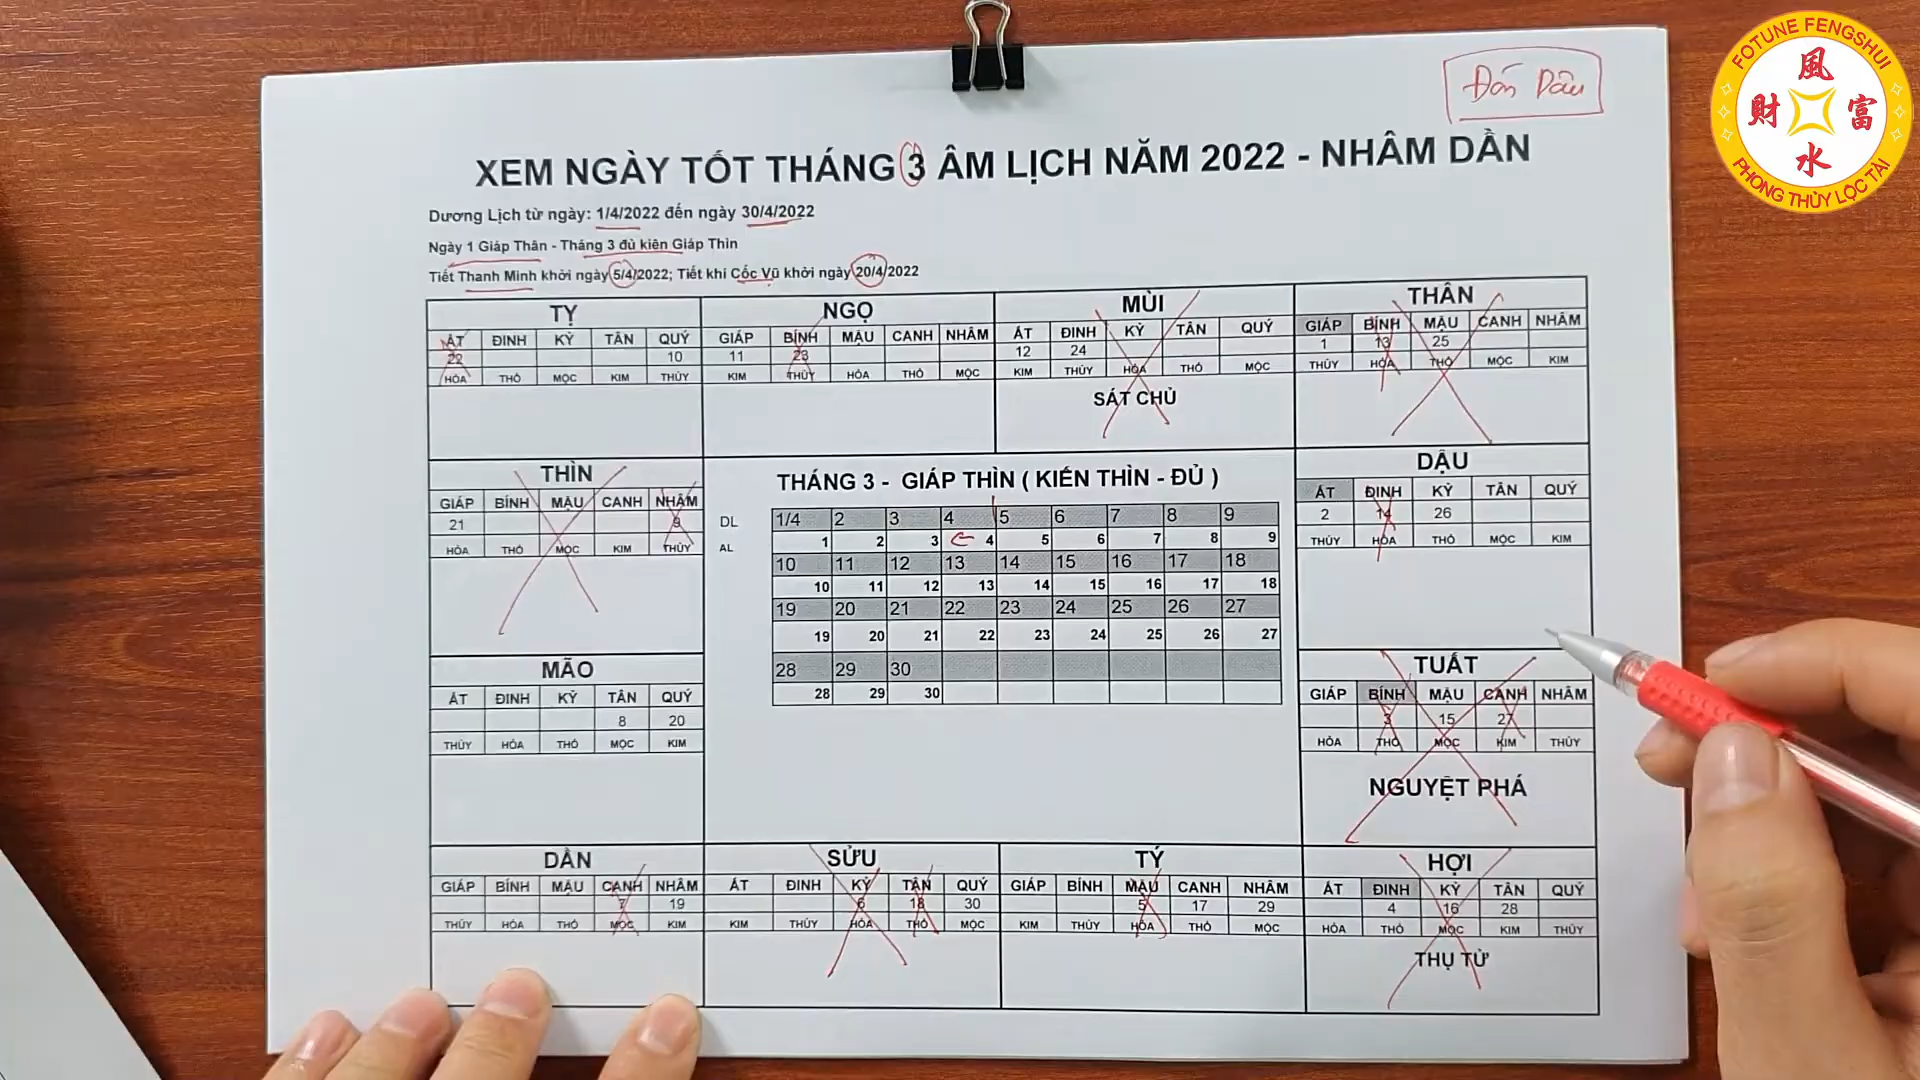 FOTUNE FENGSHUI
風
財 富
水
PHONG THỦY LỘC TÀI
XEM NGÀY TỐT THÁNG 3 ÂM LỊCH NĂM 2022 - NHÂM DẦN
Dương Lịch từ ngày: 1/4/2022 đến ngày 30/4/2022
Ngày 1 Giáp Thân - Tháng 3 đủ kiên Giáp Thìn
Tiết Thanh Minh khởi ngày 5/4/2022; Tiết khí Cốc Vũ khởi ngày 20/4/2022
TỴ
ẤT ĐINH KỶ TÂN QUÝ
22 10
HỎA THỔ MỘC KIM THỦY
NGỌ
GIÁP BÍNH MẬU CANH NHÂM
11 23
KIM THỦY HỎA THỔ MỘC
MÙI
ẤT ĐINH KỶ TÂN QUÝ
12 24
KIM THỦY HỎA THỔ MỘC
SÁT CHỦ
THÂN
GIÁP BÍNH MẬU CANH NHÂM
1 13 25
THỦY HỎA THỔ MỘC KIM
THÌN
GIÁP BÍNH MẬU CANH NHÂM
21 9
HỎA THỔ MỘC KIM THỦY
THÁNG 3 - GIÁP THÌN ( KIẾN THÌN - ĐỦ )
DL 1/4 2 3 4 5 6 7 8 9
AL 1 2 3 4 5 6 7 8 9
10 11 12 13 14 15 16 17 18
10 11 12 13 14 15 16 17 18
19 20 21 22 23 24 25 26 27
19 20 21 22 23 24 25 26 27
28 29 30
28 29 30
DẬU
ẤT ĐINH KỶ TÂN QUÝ
2 14 26
THỦY HỎA THỔ MỘC KIM
MÃO
ẤT ĐINH KỶ TÂN QUÝ
8 20
THỦY HỎA THỔ MỘC KIM
TUẤT
GIÁP BÍNH MẬU CANH NHÂM
3 15 27
HỎA THỔ MỘC KIM THỦY
NGUYỆT PHÁ
DẦN
GIÁP BÍNH MẬU CANH NHÂM
7 19
THỦY HỎA THỔ MỘC KIM
SỬU
ẤT ĐINH KỶ TÂN QUÝ
6 18 30
KIM THỦY HỎA THỔ MỘC
TÝ
GIÁP BÍNH MẬU CANH NHÂM
5 17 29
KIM THỦY HỎA THỔ MỘC
HỢI
ẤT ĐINH KỶ TÂN QUÝ
4 16 28
HỎA THỔ MỘC KIM THỦY
THỤ TỬ